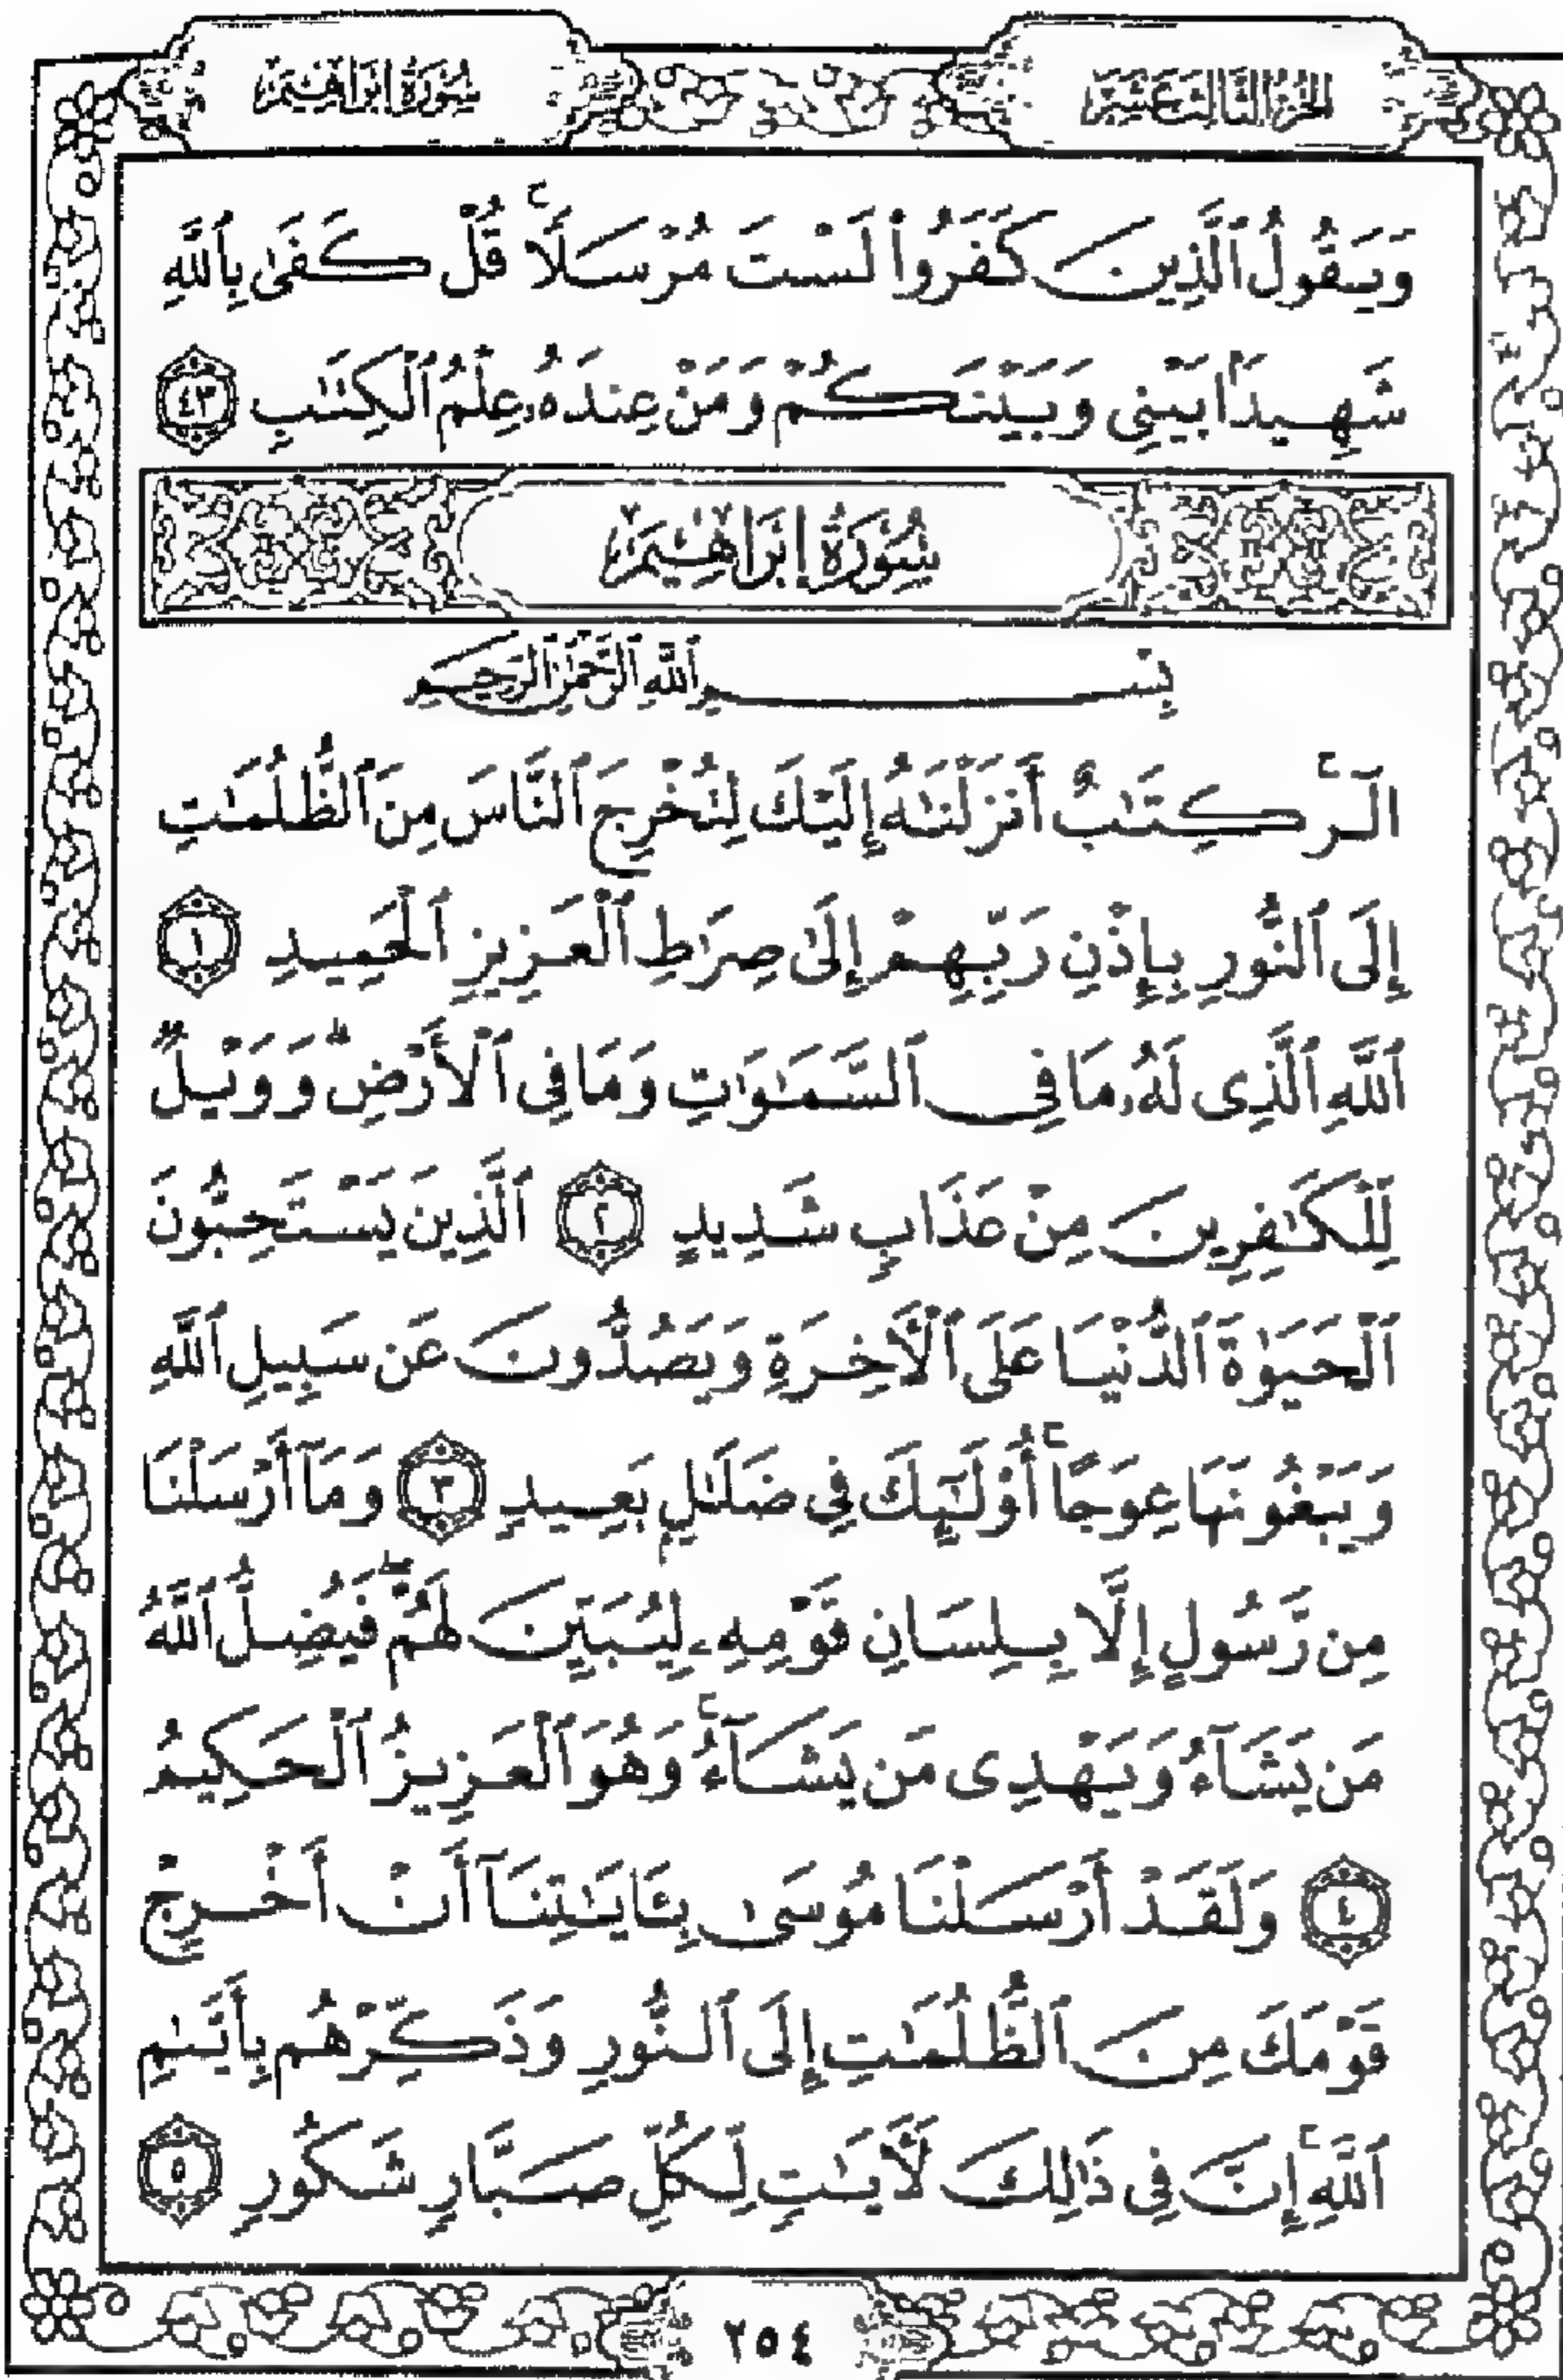 الجزء الثالث عشر
سورة إبراهيم
وَيَقُولُ ٱلَّذِينَ كَفَرُوا۟ لَسْتَ مُرْسَلًا ۚ قُلْ كَفَىٰ بِٱللَّهِ
شَهِيدًۢا بَيْنِى وَبَيْنَكُمْ وَمَنْ عِندَهُۥ عِلْمُ ٱلْكِتَٰبِ ﴿٤٣﴾
سُورَةُ إِبْرَاهِيمَ
بِسْمِ ٱللَّهِ ٱلرَّحْمَٰنِ ٱلرَّحِيمِ
الٓر ۚ كِتَٰبٌ أَنزَلْنَٰهُ إِلَيْكَ لِتُخْرِجَ ٱلنَّاسَ مِنَ ٱلظُّلُمَٰتِ
إِلَى ٱلنُّورِ بِإِذْنِ رَبِّهِمْ إِلَىٰ صِرَٰطِ ٱلْعَزِيزِ ٱلْحَمِيدِ ﴿١﴾
ٱللَّهِ ٱلَّذِى لَهُۥ مَا فِى ٱلسَّمَٰوَٰتِ وَمَا فِى ٱلْأَرْضِ ۗ وَوَيْلٌ
لِّلْكَٰفِرِينَ مِنْ عَذَابٍ شَدِيدٍ ﴿٢﴾ ٱلَّذِينَ يَسْتَحِبُّونَ
ٱلْحَيَوٰةَ ٱلدُّنْيَا عَلَى ٱلْءَاخِرَةِ وَيَصُدُّونَ عَن سَبِيلِ ٱللَّهِ
وَيَبْغُونَهَا عِوَجًا ۚ أُو۟لَٰٓئِكَ فِى ضَلَٰلٍۭ بَعِيدٍ ﴿٣﴾ وَمَآ أَرْسَلْنَا
مِن رَّسُولٍ إِلَّا بِلِسَانِ قَوْمِهِۦ لِيُبَيِّنَ لَهُمْ ۖ فَيُضِلُّ ٱللَّهُ
مَن يَشَآءُ وَيَهْدِى مَن يَشَآءُ ۚ وَهُوَ ٱلْعَزِيزُ ٱلْحَكِيمُ
﴿٤﴾ وَلَقَدْ أَرْسَلْنَا مُوسَىٰ بِـَٔايَٰتِنَآ أَنْ أَخْرِجْ
قَوْمَكَ مِنَ ٱلظُّلُمَٰتِ إِلَى ٱلنُّورِ وَذَكِّرْهُم بِأَيَّىٰمِ
ٱللَّهِ ۚ إِنَّ فِى ذَٰلِكَ لَءَايَٰتٍ لِّكُلِّ صَبَّارٍ شَكُورٍ ﴿٥﴾
٢٥٤